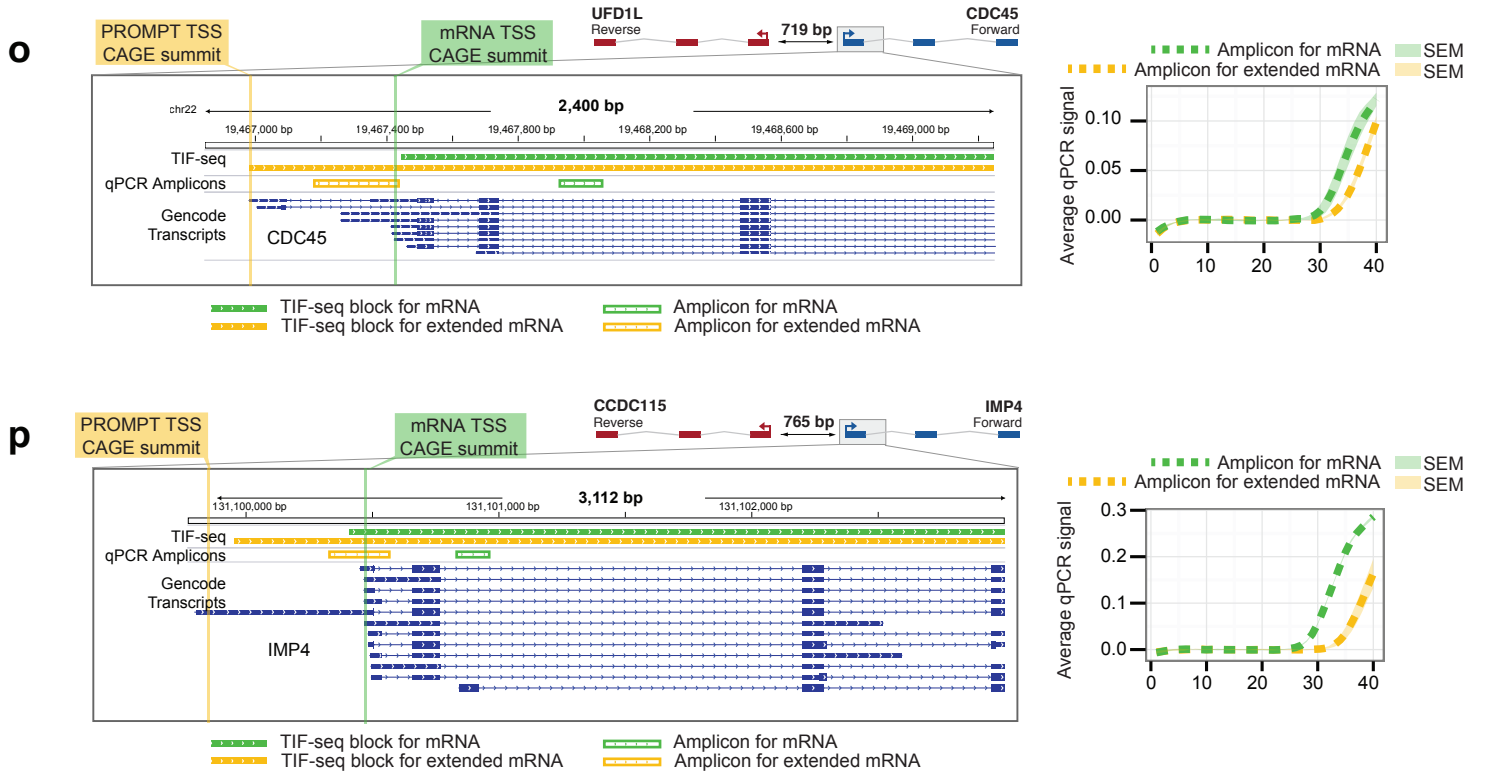 o
PROMPT TSS
CAGE summit
mRNA TSS
CAGE summit
UFD1L
Reverse
719 bp
CDC45
Forward
chr22
2,400 bp
19,467,000 bp 19,467,400 bp 19,467,800 bp 19,468,200 bp 19,468,600 bp 19,469,000 bp
TIF-seq
qPCR Amplicons
Gencode
Transcripts
CDC45
TIF-seq block for mRNA
TIF-seq block for extended mRNA
Amplicon for mRNA
Amplicon for extended mRNA
Amplicon for mRNA SEM
Amplicon for extended mRNA SEM
Average qPCR signal
0.10
0.05
0.00
0 10 20 30 40
p
PROMPT TSS
CAGE summit
mRNA TSS
CAGE summit
CCDC115
Reverse
765 bp
IMP4
Forward
3,112 bp
131,100,000 bp 131,101,000 bp 131,102,000 bp
TIF-seq
qPCR Amplicons
Gencode
Transcripts
IMP4
TIF-seq block for mRNA
TIF-seq block for extended mRNA
Amplicon for mRNA
Amplicon for extended mRNA
Amplicon for mRNA SEM
Amplicon for extended mRNA SEM
Average qPCR signal
0.3
0.2
0.1
0.0
0 10 20 30 40